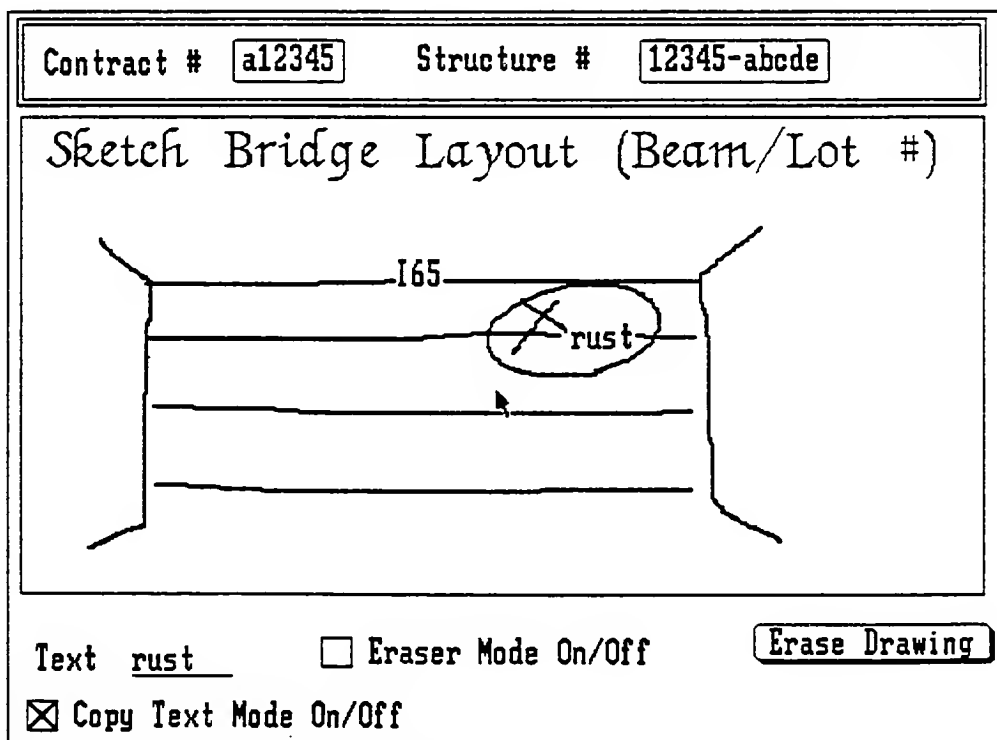 Contract # a12345 Structure # 12345-abcde
Sketch Bridge Layout (Beam/Lot #)
I65
rust
Text rust Eraser Mode On/Off Erase Drawing
Copy Text Mode On/Off